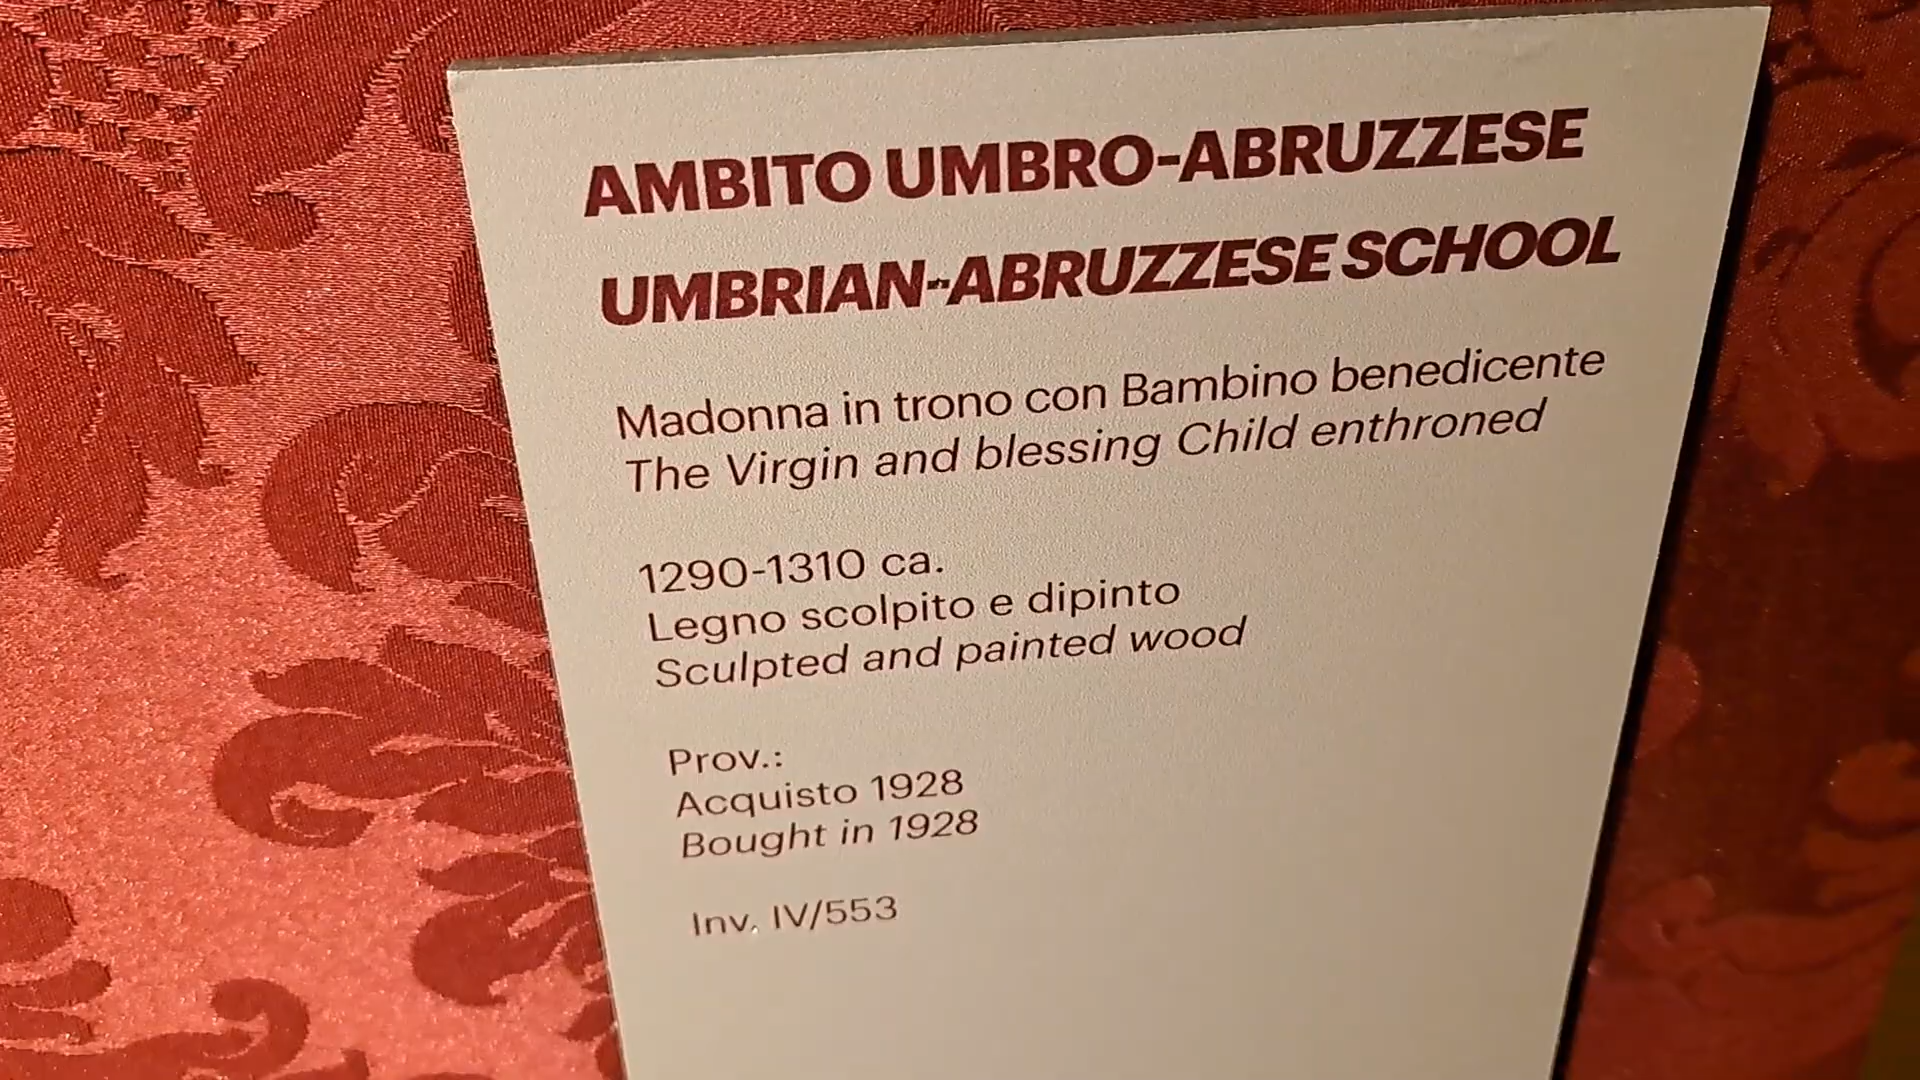 AMBITO UMBRO-ABRUZZESE
UMBRIAN-ABRUZZESE SCHOOL
Madonna in trono con Bambino benedicente
The Virgin and blessing Child enthroned
1290-1310 ca.
Legno scolpito e dipinto
Sculpted and painted wood
Prov.:
Acquisto 1928
Bought in 1928
Inv. IV/553